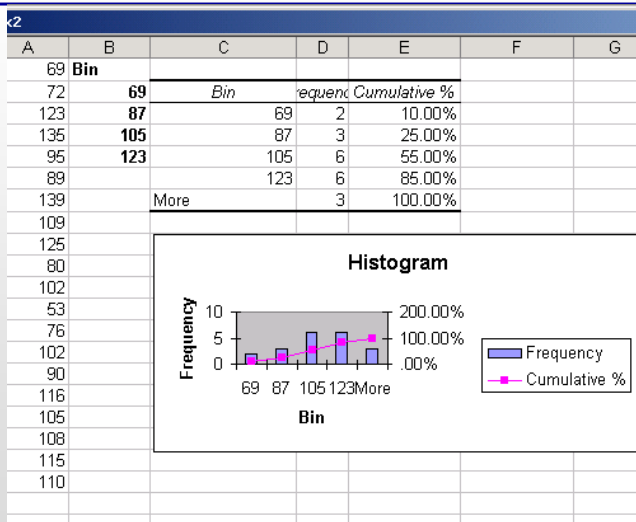 x2
A B C D E F G
69 Bin
72 69 Bin requenc Cumulative %
123 87 69 2 10.00%
135 105 87 3 25.00%
95 123 105 6 55.00%
89 123 6 85.00%
139 More 3 100.00%
109
125
80
102
53
76
102
90
116
105
108
115
110
Histogram
Frequency
10
5
0
200.00%
100.00%
.00%
69 87 105 123 More
Bin
Frequency
Cumulative %